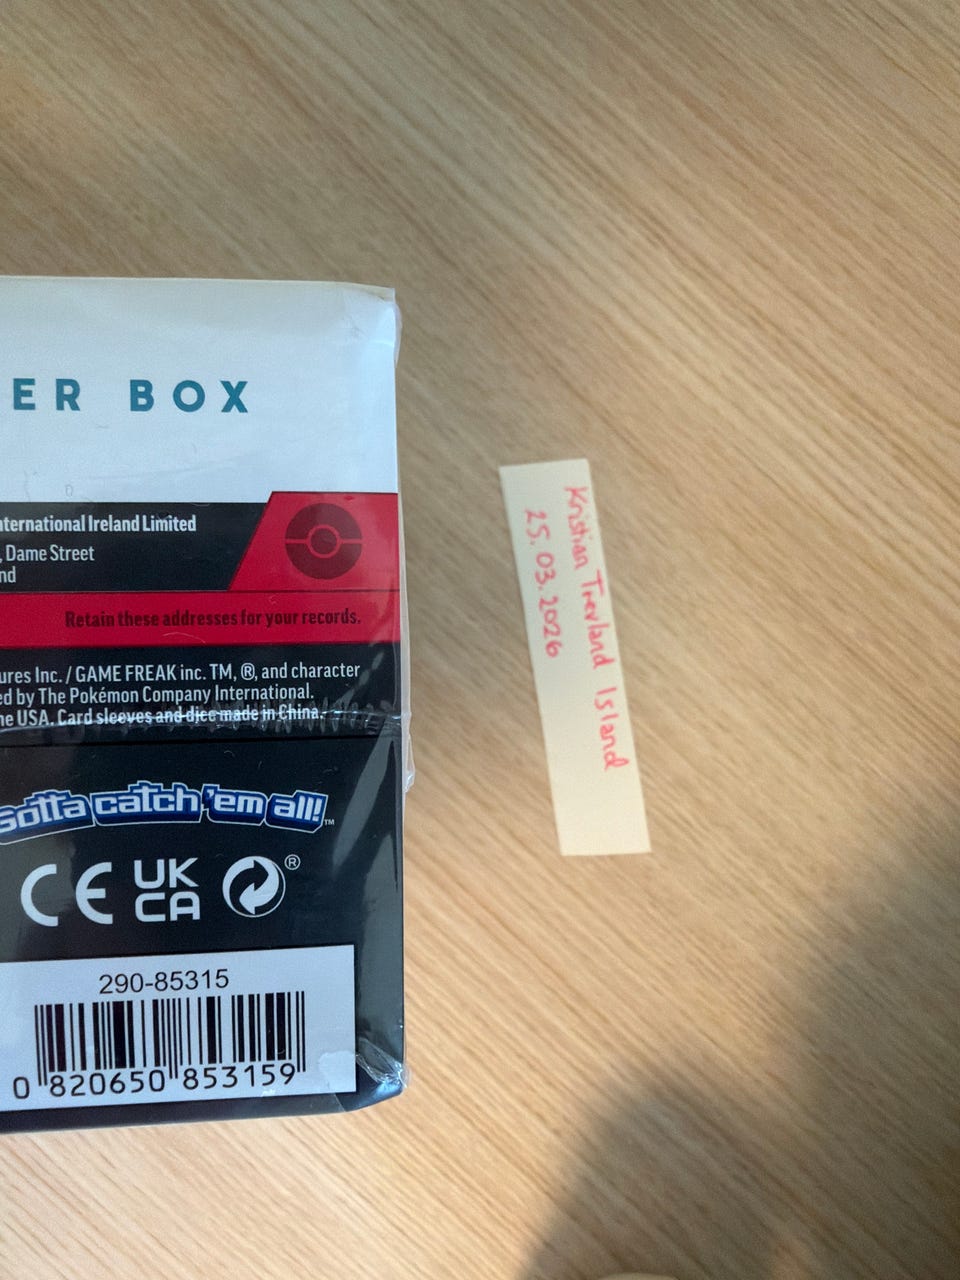 ER BOX
nternational Ireland Limited
, Dame Street
nd
Retain these addresses for your records.
ures Inc. / GAME FREAK inc. TM, ®, and character
ed by The Pokémon Company International.
he USA. Card sleeves and dice made in China.
Gotta catch 'em all!™
CE UK CA ®
290-85315
0 820650 853159
Kristian Trevland Island
25.03.2026